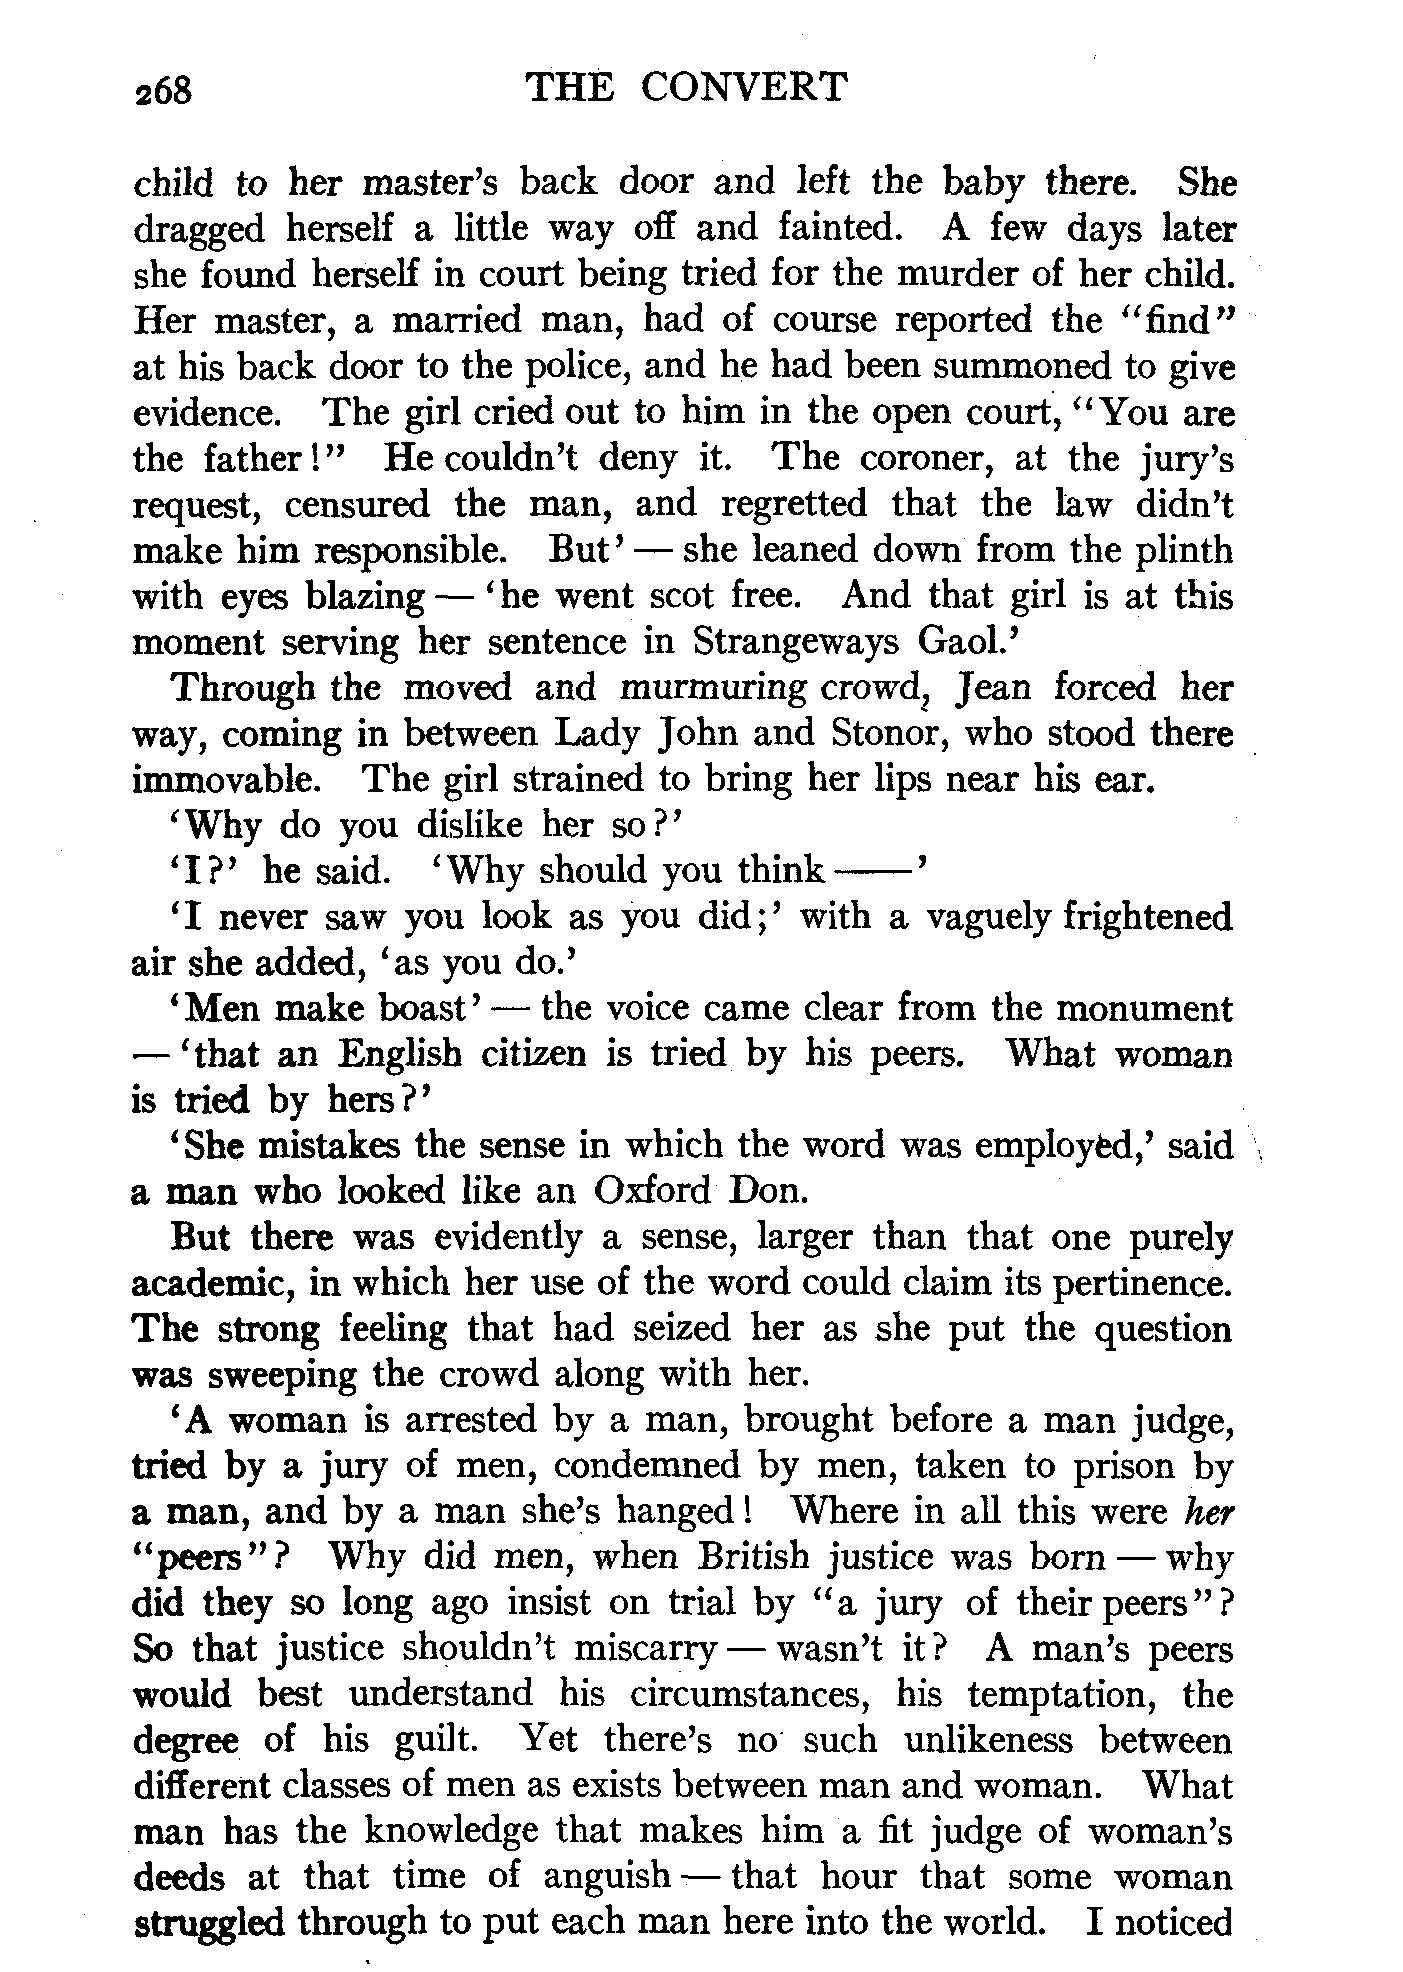 268 THE CONVERT
child to her master's back door and left the baby there. She
dragged herself a little way off and fainted. A few days later
she found herself in court being tried for the murder of her child.
Her master, a married man, had of course reported the "find"
at his back door to the police, and he had been summoned to give
evidence. The girl cried out to him in the open court, "You are
the father!" He couldn't deny it. The coroner, at the jury's
request, censured the man, and regretted that the law didn't
make him responsible. But' — she leaned down from the plinth
with eyes blazing — 'he went scot free. And that girl is at this
moment serving her sentence in Strangeways Gaol.'
Through the moved and murmuring crowd, Jean forced her
way, coming in between Lady John and Stonor, who stood there
immovable. The girl strained to bring her lips near his ear.
'Why do you dislike her so?'
'I?' he said. 'Why should you think ——'
'I never saw you look as you did;' with a vaguely frightened
air she added, 'as you do.'
'Men make boast' — the voice came clear from the monument
— 'that an English citizen is tried by his peers. What woman
is tried by hers?'
'She mistakes the sense in which the word was employed,' said
a man who looked like an Oxford Don.
But there was evidently a sense, larger than that one purely
academic, in which her use of the word could claim its pertinence.
The strong feeling that had seized her as she put the question
was sweeping the crowd along with her.
'A woman is arrested by a man, brought before a man judge,
tried by a jury of men, condemned by men, taken to prison by
a man, and by a man she's hanged! Where in all this were her
"peers"? Why did men, when British justice was born — why
did they so long ago insist on trial by "a jury of their peers"?
So that justice shouldn't miscarry — wasn't it? A man's peers
would best understand his circumstances, his temptation, the
degree of his guilt. Yet there's no such unlikeness between
different classes of men as exists between man and woman. What
man has the knowledge that makes him a fit judge of woman's
deeds at that time of anguish — that hour that some woman
struggled through to put each man here into the world. I noticed